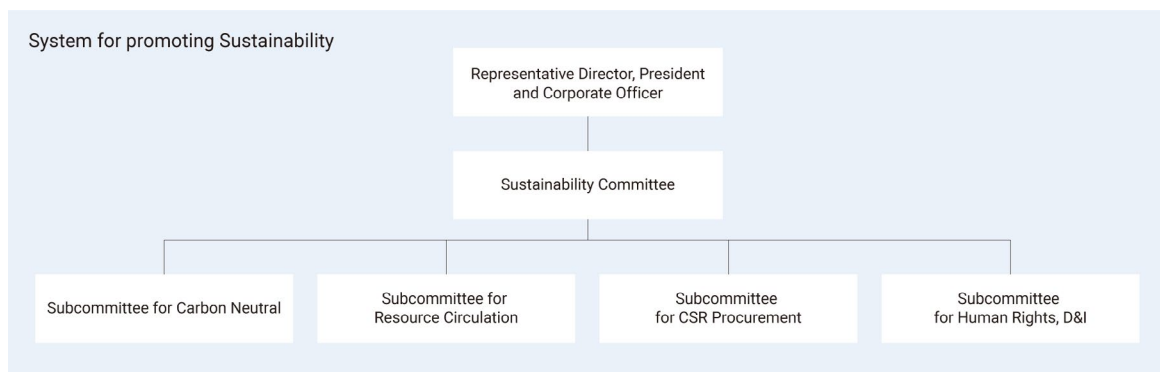 System for promoting Sustainability
Representative Director, President
and Corporate Officer
Sustainability Committee
Subcommittee for Carbon Neutral
Subcommittee for
Resource Circulation
Subcommittee
for CSR Procurement
Subcommittee
for Human Rights, D&I